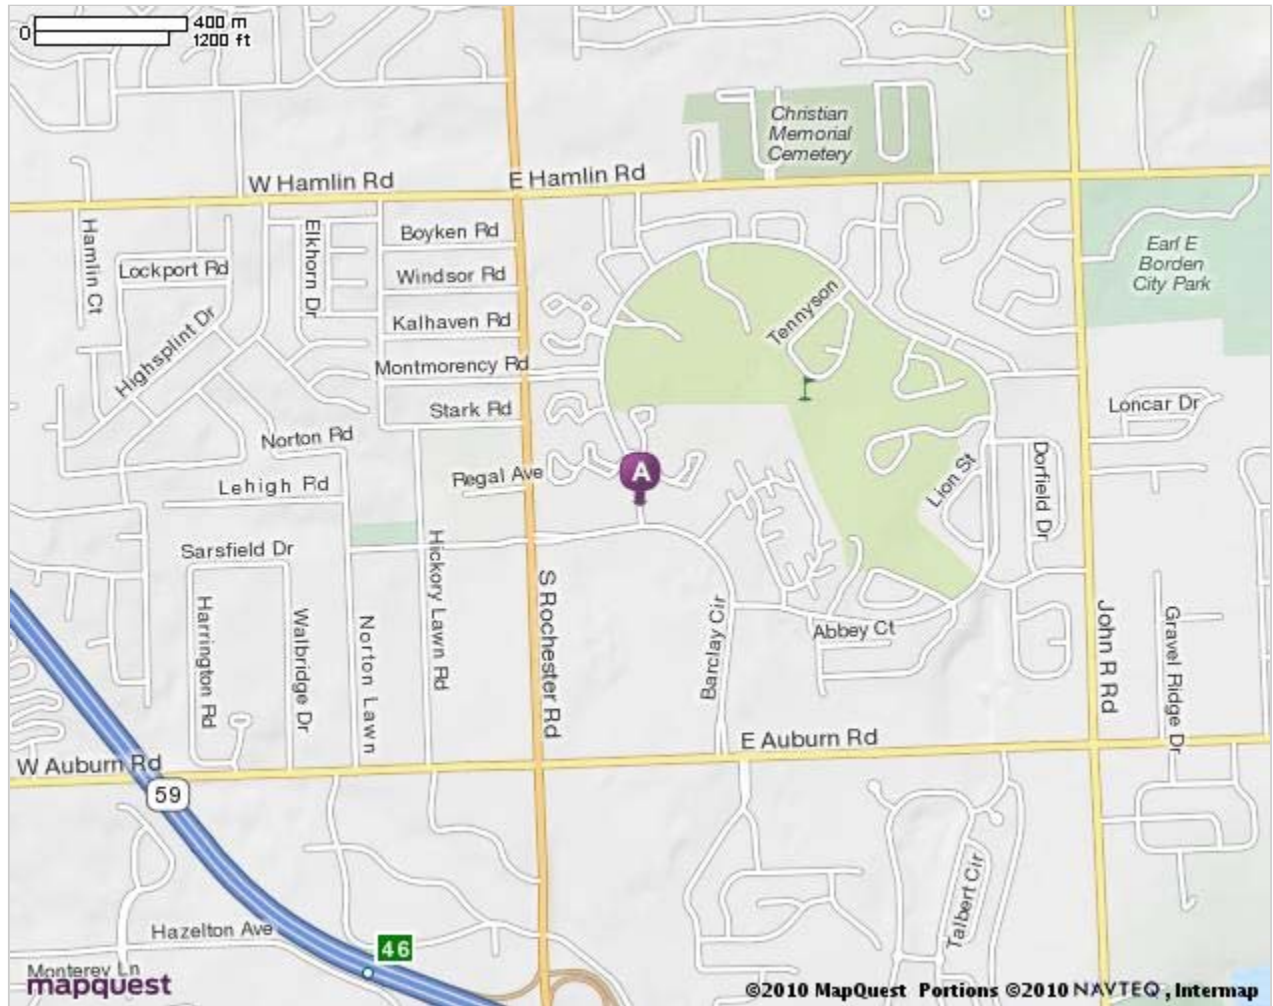 0
400 m
1200 ft
Christian
Memorial
Cemetery
W Hamlin Rd
E Hamlin Rd
Hamlin Ct
Elkhorn Dr
Boyken Rd
Lockport Rd
Windsor Rd
Earl E
Borden
City Park
Highsplint Dr
Kalhaven Rd
Tennyson
Montmorency Rd
Stark Rd
Loncar Dr
Norton Rd
Regal Ave
A
Lehigh Rd
Lion St
Dorfield Dr
Sarsfield Dr
Hickory Lawn Rd
S Rochester Rd
Harrington Rd
Walbridge Dr
Norton Lawn
Barclay Cir
Abbey Ct
John R Rd
Gravel Ridge Dr
E Auburn Rd
W Auburn Rd
59
Talbert Cir
Hazelton Ave
46
Monterey Ln
mapquest
©2010 MapQuest Portions ©2010 NAVTEQ, Intermap